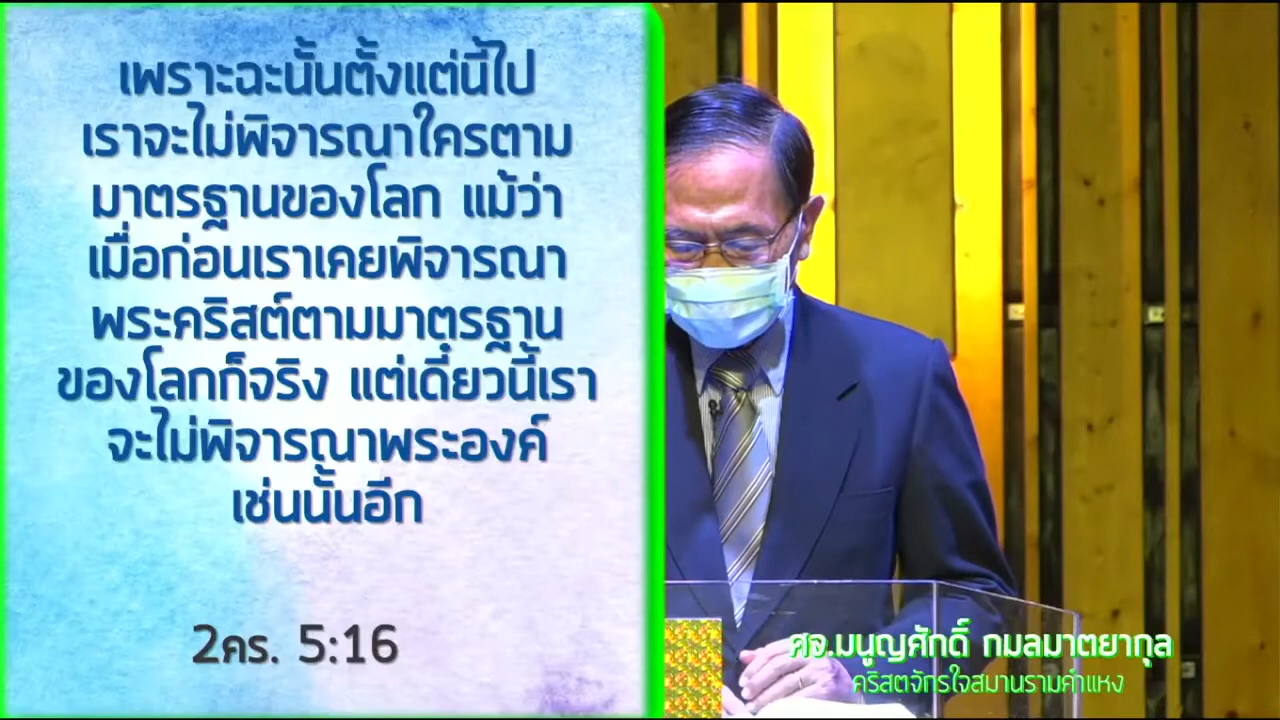 เพราะฉะนั้นตั้งแต่นี้ไป
เราจะไม่พิจารณาใครตาม
มาตรฐานของโลก แม้ว่า
เมื่อก่อนเราเคยพิจารณา
พระคริสต์ตามมาตรฐาน
ของโลกก็จริง แต่เดี๋ยวนี้เรา
จะไม่พิจารณาพระองค์
เช่นนั้นอีก
2คร. 5:16
ศจ.มนูญศักดิ์ กมลมาตยากุล
คริสตจักรใจสมานรามคำแหง